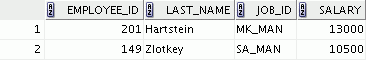 EMPLOYEE_ID LAST_NAME JOB_ID SALARY
1 201 Hartstein MK_MAN 13000
2 149 Zlotkey SA_MAN 10500